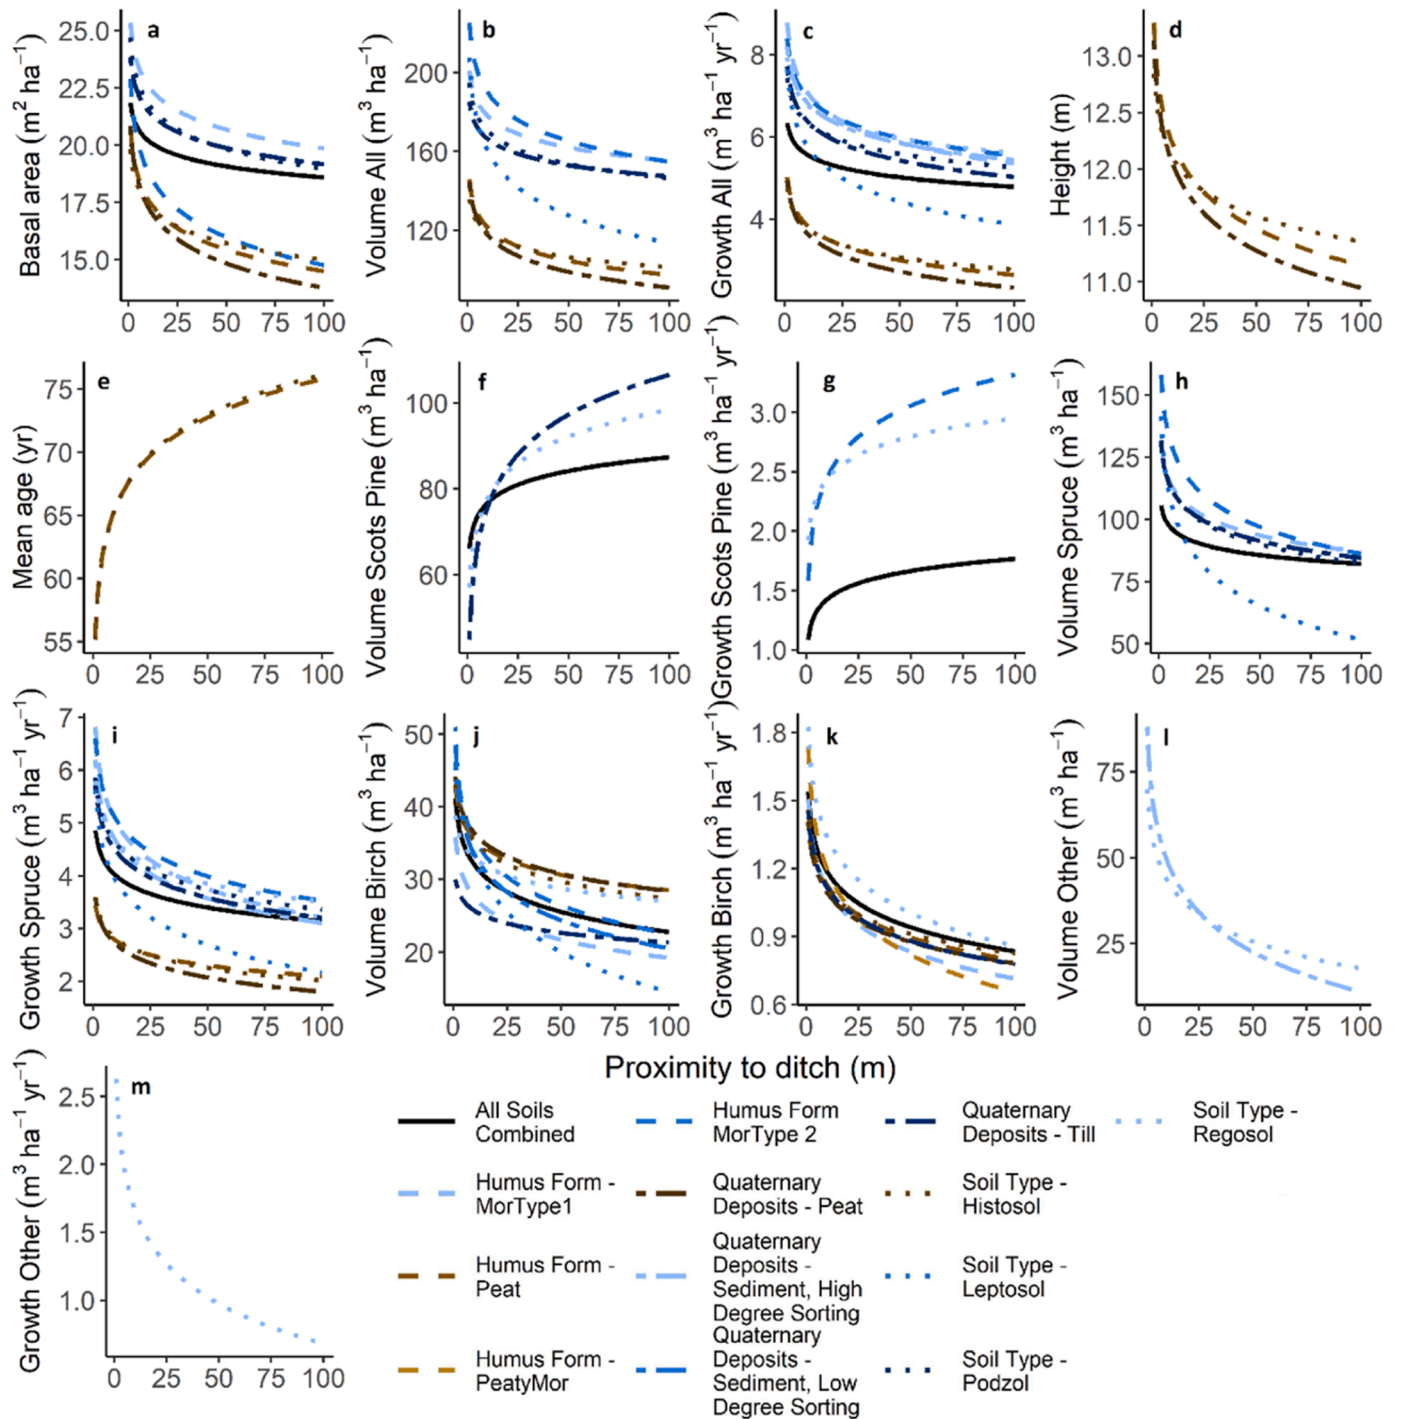 a
Basal area (m² ha⁻¹)
25.0
22.5
20.0
17.5
15.0
0 25 50 75 100
b
Volume All (m³ ha⁻¹)
200
160
120
0 25 50 75 100
c
Growth All (m³ ha⁻¹ yr⁻¹)
8
6
4
0 25 50 75 100
d
Height (m)
13.0
12.5
12.0
11.5
11.0
0 25 50 75 100
e
Mean age (yr)
75
70
65
60
55
0 25 50 75 100
f
Volume Scots Pine (m³ ha⁻¹)
100
80
60
0 25 50 75 100
g
Growth Scots Pine (m³ ha⁻¹ yr⁻¹)
3.0
2.5
2.0
1.5
1.0
0 25 50 75 100
h
Volume Spruce (m³ ha⁻¹)
150
125
100
75
50
0 25 50 75 100
i
Growth Spruce (m³ ha⁻¹ yr⁻¹)
7
6
5
4
3
2
0 25 50 75 100
j
Volume Birch (m³ ha⁻¹)
50
40
30
20
0 25 50 75 100
k
Growth Birch (m³ ha⁻¹ yr⁻¹)
1.8
1.5
1.2
0.9
0.6
0 25 50 75 100
l
Volume Other (m³ ha⁻¹)
75
50
25
0 25 50 75 100
m
Growth Other (m³ ha⁻¹ yr⁻¹)
2.5
2.0
1.5
1.0
0 25 50 75 100
Proximity to ditch (m)
All Soils
Combined
Humus Form -
MorType1
Humus Form -
Peat
Humus Form -
PeatyMor
Humus Form
MorType 2
Quaternary
Deposits - Peat
Quaternary
Deposits -
Sediment, High
Degree Sorting
Quaternary
Deposits -
Sediment, Low
Degree Sorting
Quaternary
Deposits - Till
Soil Type -
Histosol
Soil Type -
Leptosol
Soil Type -
Podzol
Soil Type -
Regosol